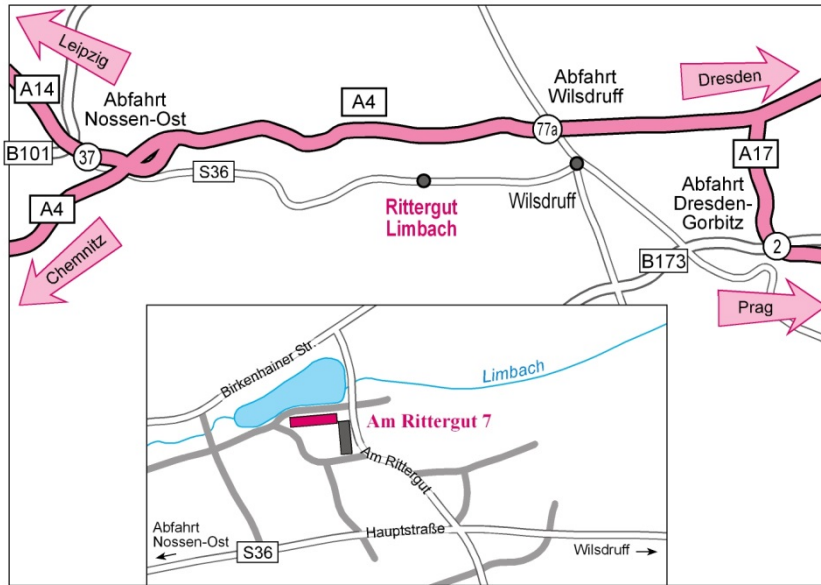 Leipzig
A14
Abfahrt
Nossen-Ost
A4
Abfahrt
Wilsdruff
Dresden
B101
37
77a
A17
S36
A4
Rittergut
Limbach
Wilsdruff
Abfahrt
Dresden-
Gorbitz
2
Chemnitz
B173
Prag
Birkenhainer Str.
Limbach
Am Rittergut 7
Am Rittergut
Hauptstraße
Abfahrt
Nossen-Ost
S36
Wilsdruff